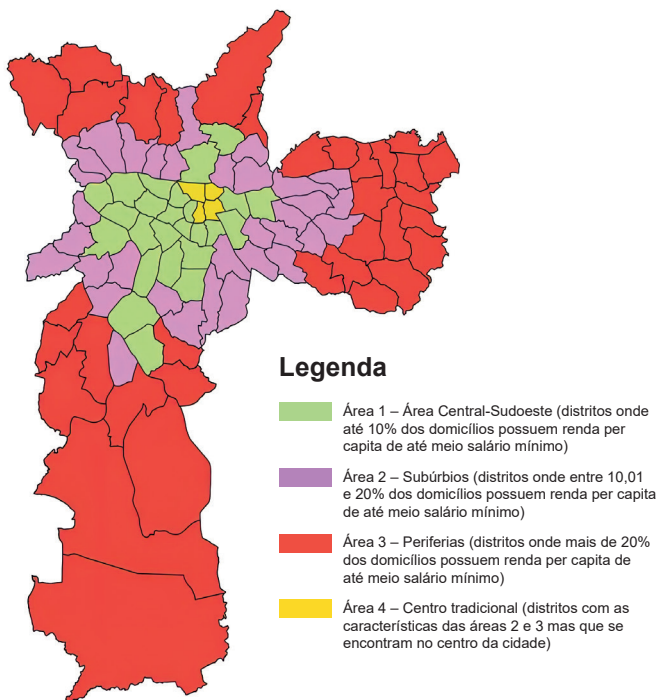 Legenda
Área 1 – Área Central-Sudoeste (distritos onde
até 10% dos domicílios possuem renda per
capita de até meio salário mínimo)
Área 2 – Subúrbios (distritos onde entre 10,01
e 20% dos domicílios possuem renda per capita
de até meio salário mínimo)
Área 3 – Periferias (distritos onde mais de 20%
dos domicílios possuem renda per capita de
até meio salário mínimo)
Área 4 – Centro tradicional (distritos com as
características das áreas 2 e 3 mas que se
encontram no centro da cidade)